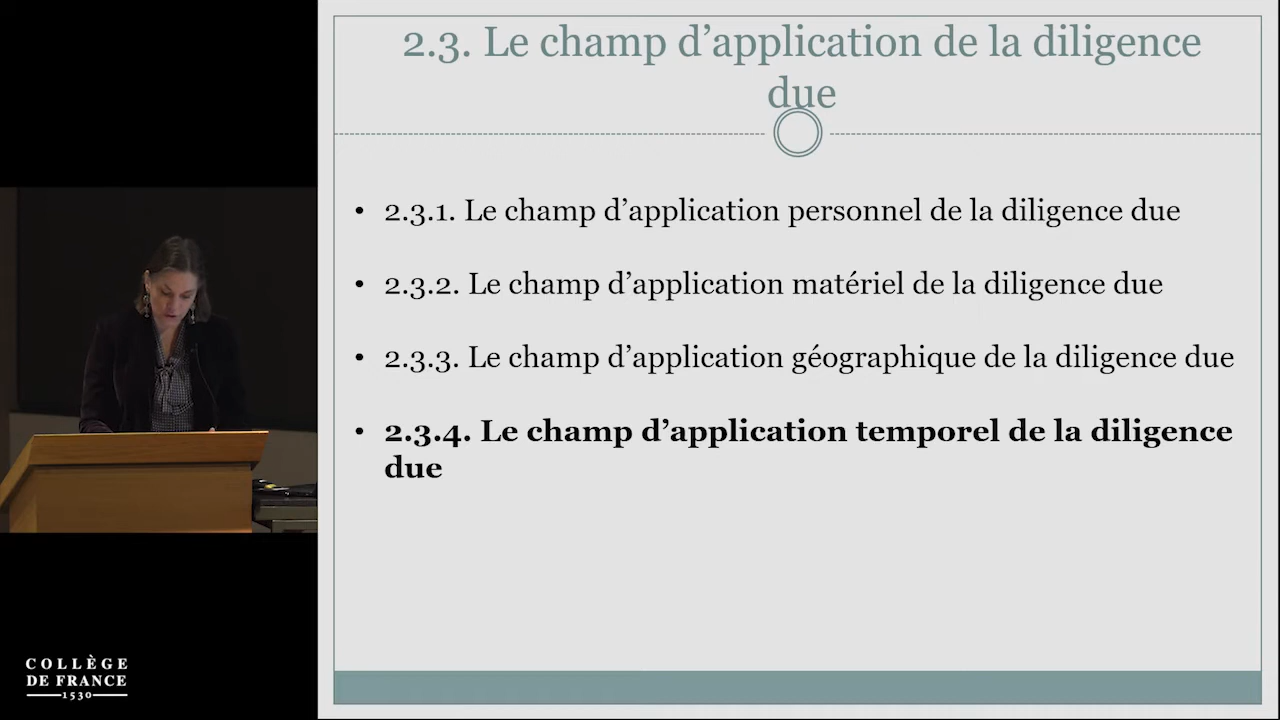 2.3. Le champ d’application de la diligence
due
• 2.3.1. Le champ d’application personnel de la diligence due
• 2.3.2. Le champ d’application matériel de la diligence due
• 2.3.3. Le champ d’application géographique de la diligence due
• 2.3.4. Le champ d’application temporel de la diligence
due
COLLÈGE
DE FRANCE
1530